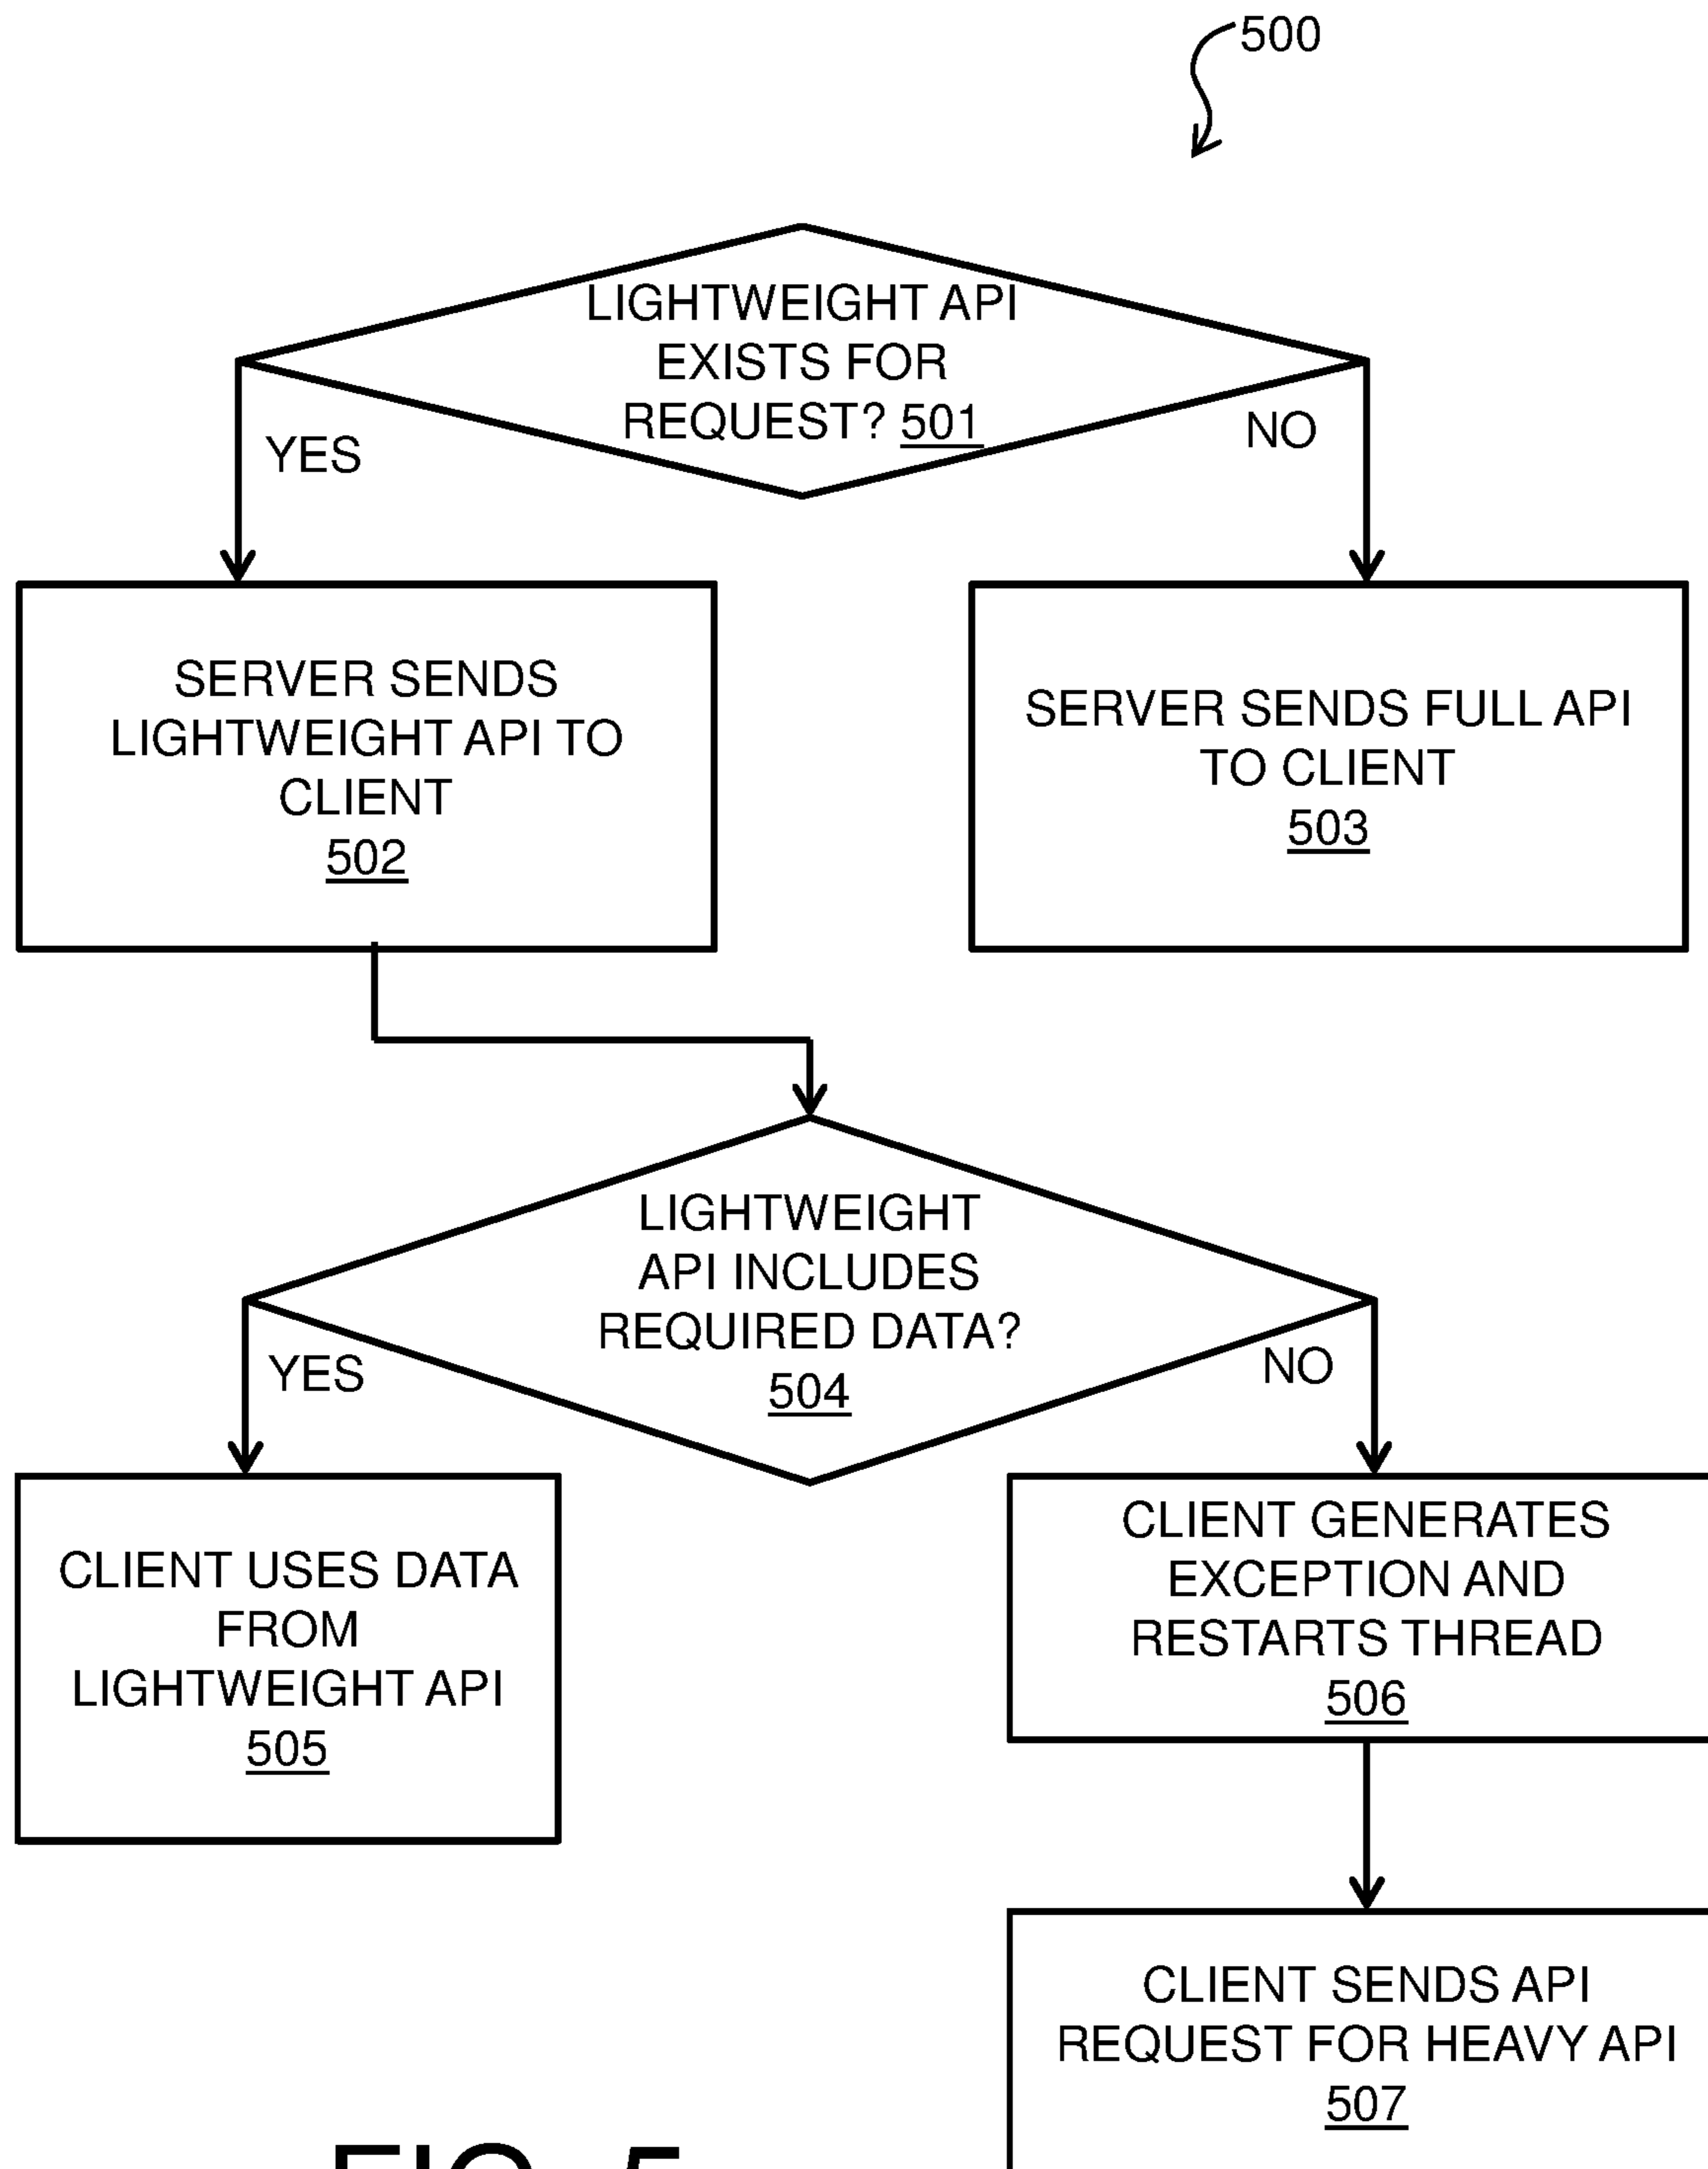 500
LIGHTWEIGHT API
EXISTS FOR
REQUEST? 501
YES
NO
SERVER SENDS
LIGHTWEIGHT API TO
CLIENT
502
SERVER SENDS FULL API
TO CLIENT
503
LIGHTWEIGHT
API INCLUDES
REQUIRED DATA?
504
YES
NO
CLIENT USES DATA
FROM
LIGHTWEIGHT API
505
CLIENT GENERATES
EXCEPTION AND
RESTARTS THREAD
506
CLIENT SENDS API
REQUEST FOR HEAVY API
507
FIG. 5